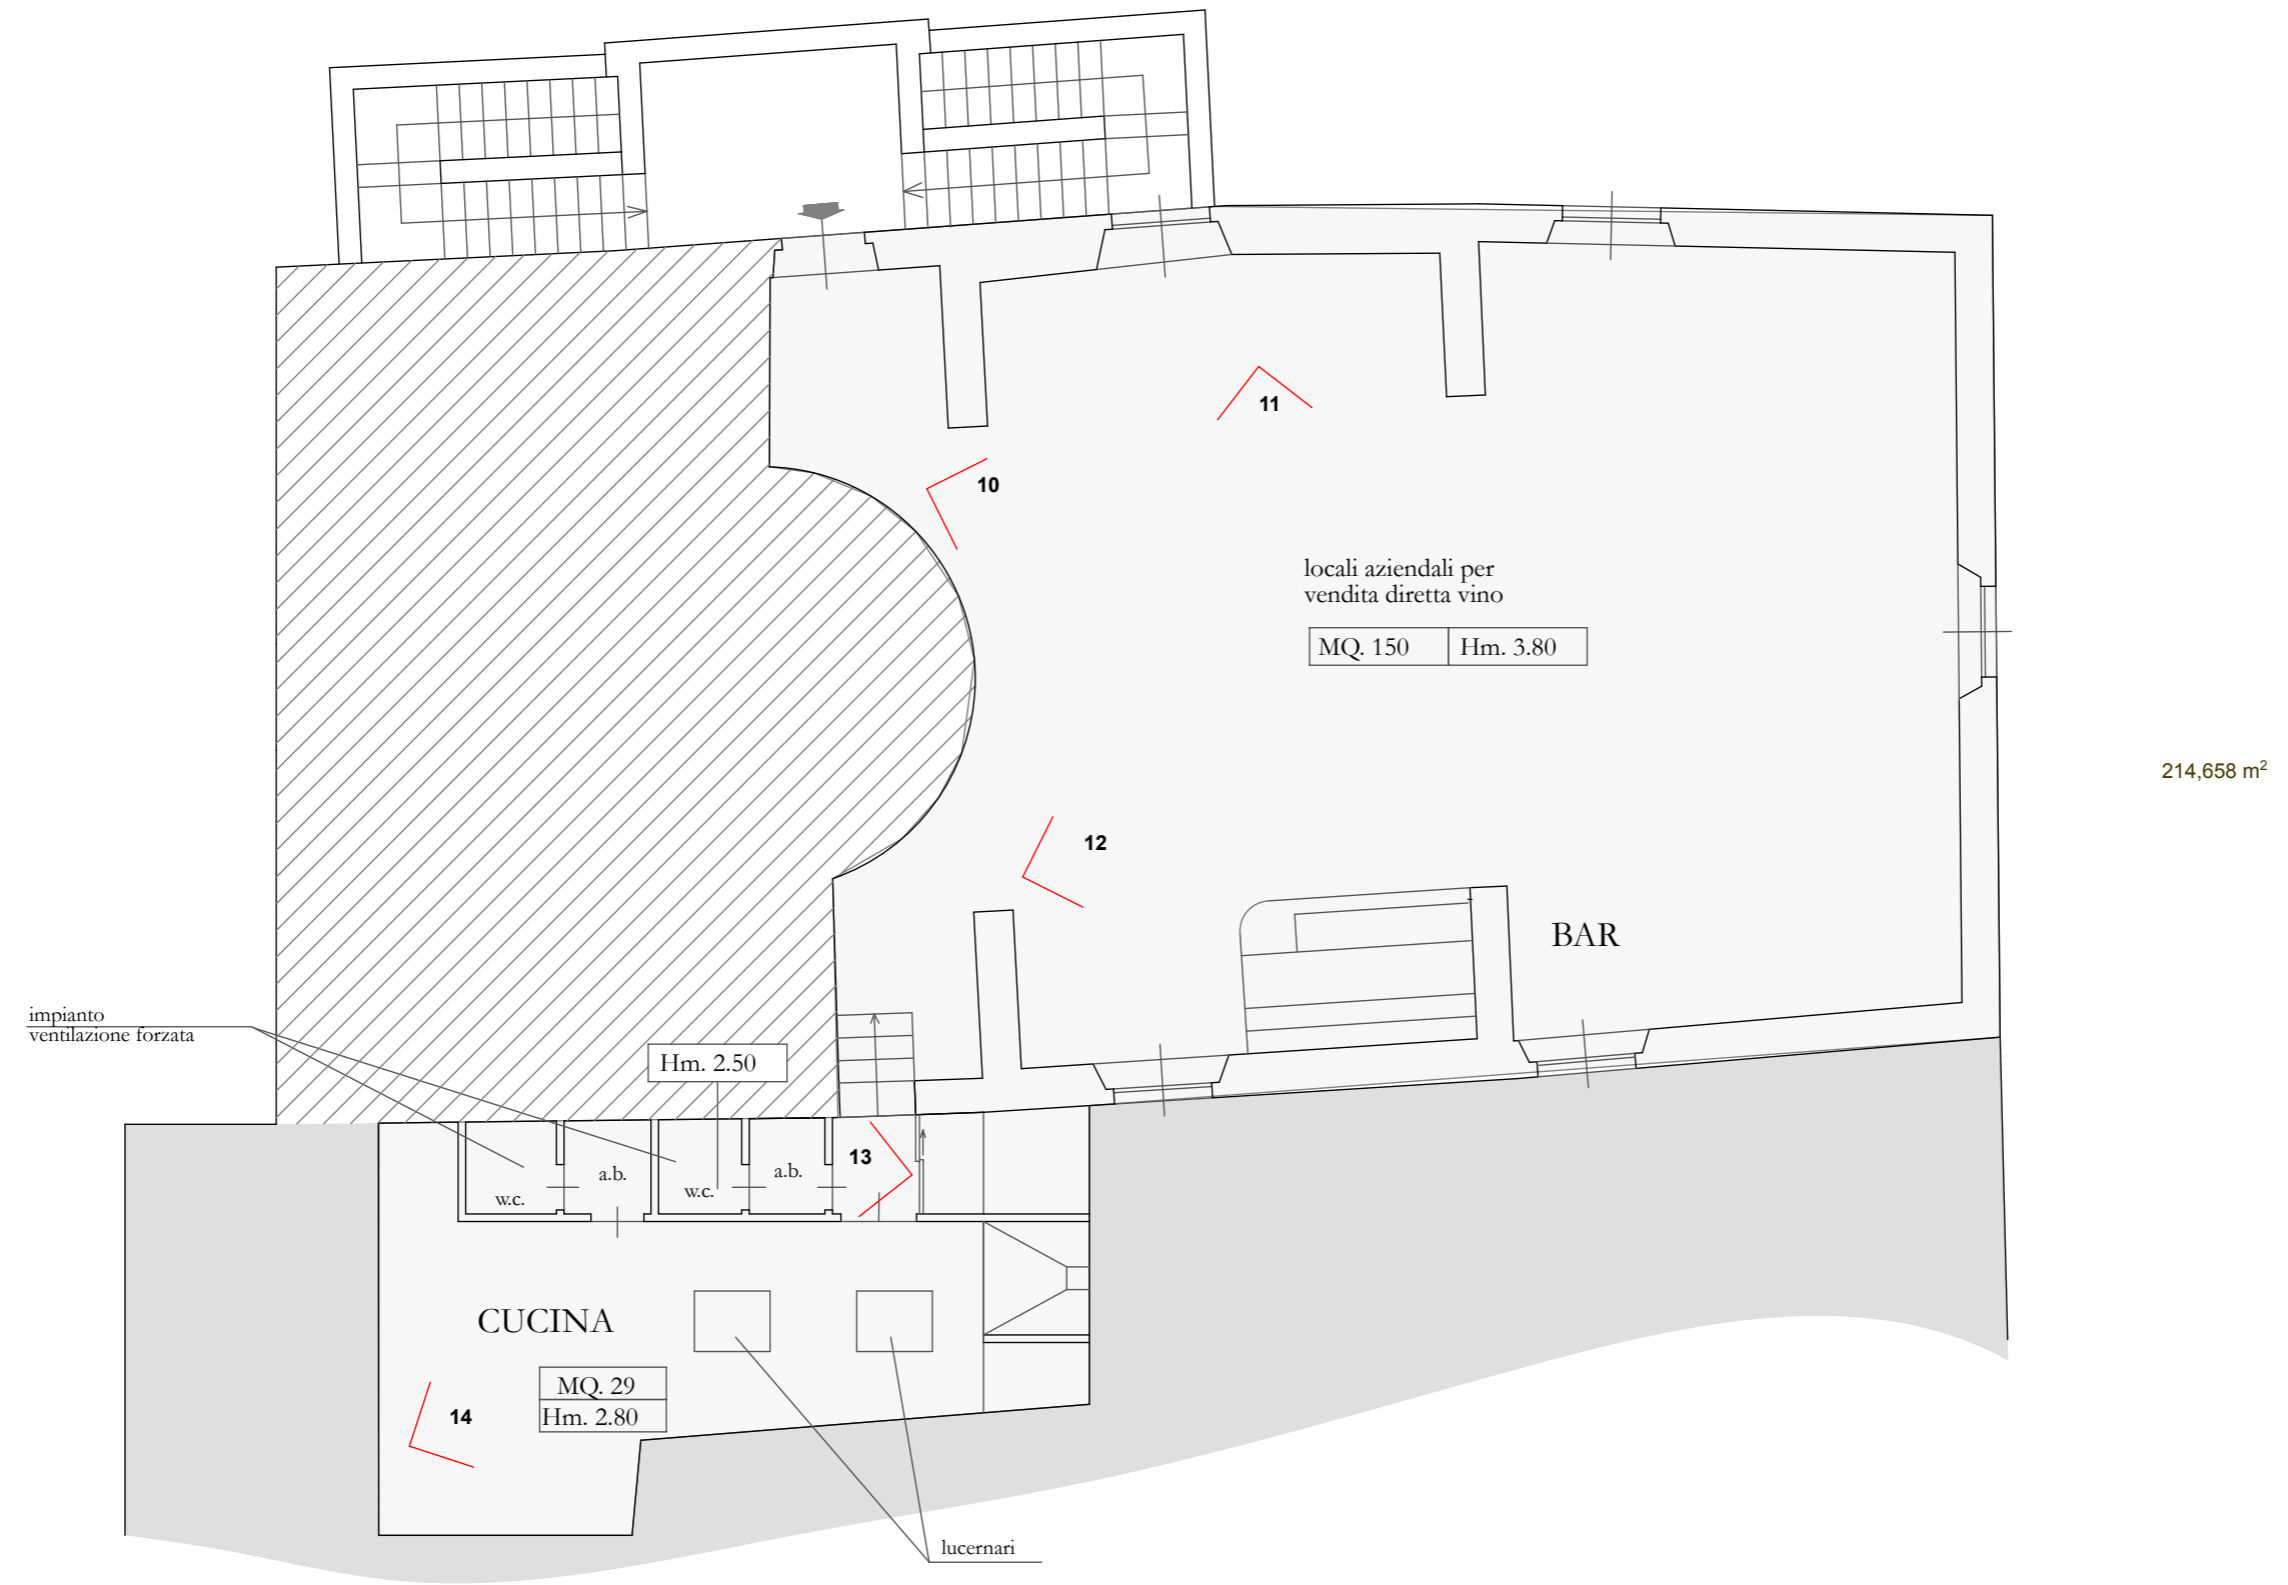 11
10
locali aziendali per
vendita diretta vino
MQ. 150 Hm. 3.80
214,658 m²
12
BAR
impianto
ventilazione forzata
Hm. 2.50
13
a.b.
a.b.
w.c.
w.c.
CUCINA
MQ. 29
Hm. 2.80
14
lucernari